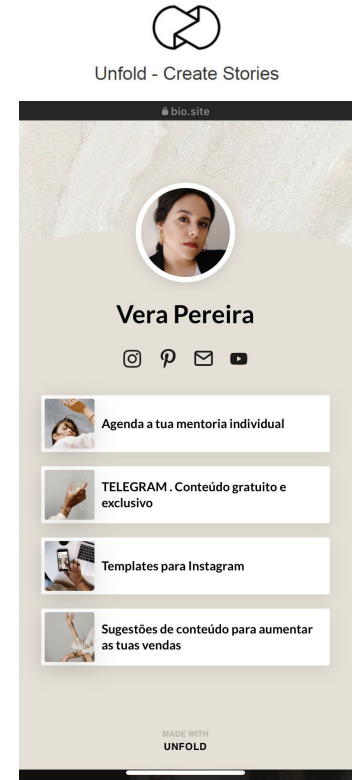 Unfold - Create Stories
bio.site
Vera Pereira
Agenda a tua mentoria individual
TELEGRAM . Conteúdo gratuito e
exclusivo
Templates para Instagram
Sugestões de conteúdo para aumentar
as tuas vendas
MADE WITH
UNFOLD